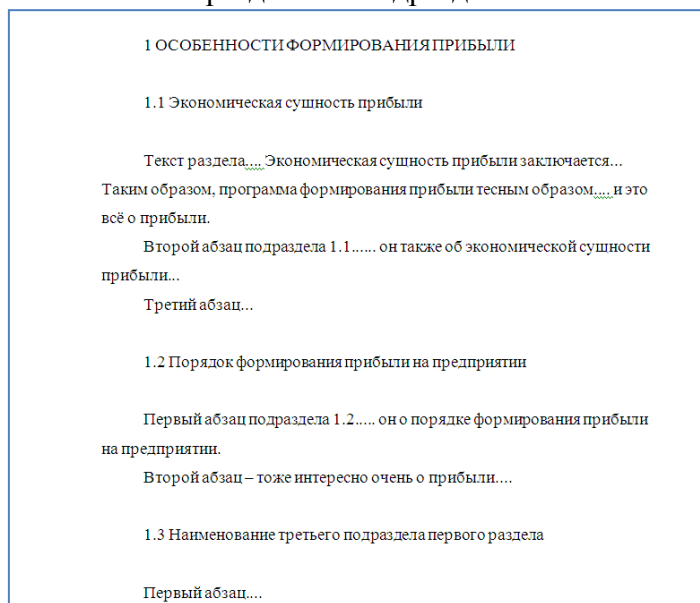 1 ОСОБЕННОСТИ ФОРМИРОВАНИЯ ПРИБЫЛИ
1.1 Экономическая сущность прибыли
Текст раздела.... Экономическая сущность прибыли заключается...
Таким образом, программа формирования прибыли тесным образом.... и это
всё о прибыли.
Второй абзац подраздела 1.1...... он также об экономической сущности
прибыли...
Третий абзац...
1.2 Порядок формирования прибыли на предприятии
Первый абзац подраздела 1.2..... он о порядке формирования прибыли
на предприятии.
Второй абзац – тоже интересно очень о прибыли....
1.3 Наименование третьего подраздела первого раздела
Первый абзац....